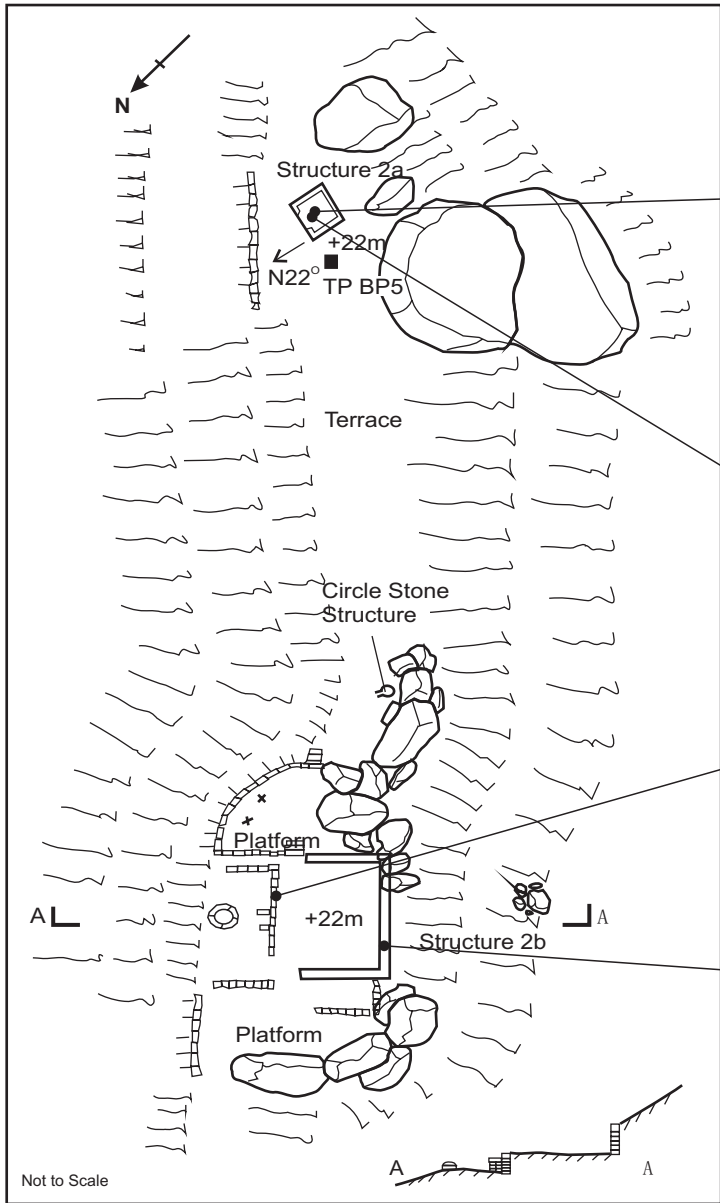 N
Structure 2a
+22m
N22°
TP BP5
Terrace
Circle Stone
Structure
Platform
A
+22m
A
Structure 2b
Platform
A
A
Not to Scale